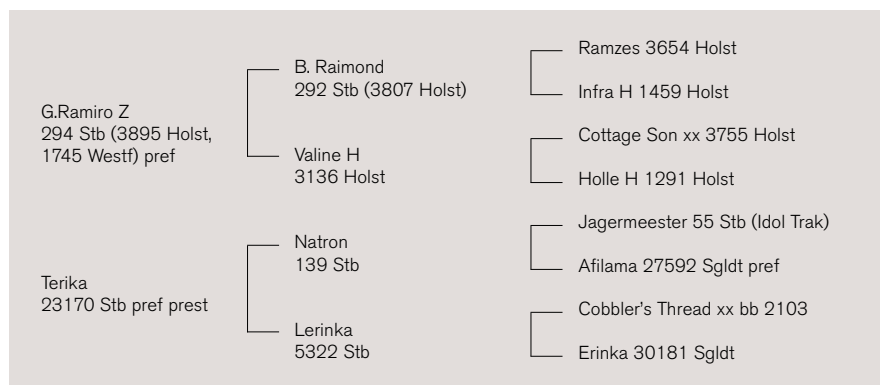 G.Ramiro Z
294 Stb (3895 Holst,
1745 Westf) pref
Terika
23170 Stb pref prest
B. Raimond
292 Stb (3807 Holst)
Valine H
3136 Holst
Natron
139 Stb
Lerinka
5322 Stb
Ramzes 3654 Holst
Infra H 1459 Holst
Cottage Son xx 3755 Holst
Holle H 1291 Holst
Jagermeester 55 Stb (Idol Trak)
Afilama 27592 Sgldt pref
Cobbler’s Thread xx bb 2103
Erinka 30181 Sgldt